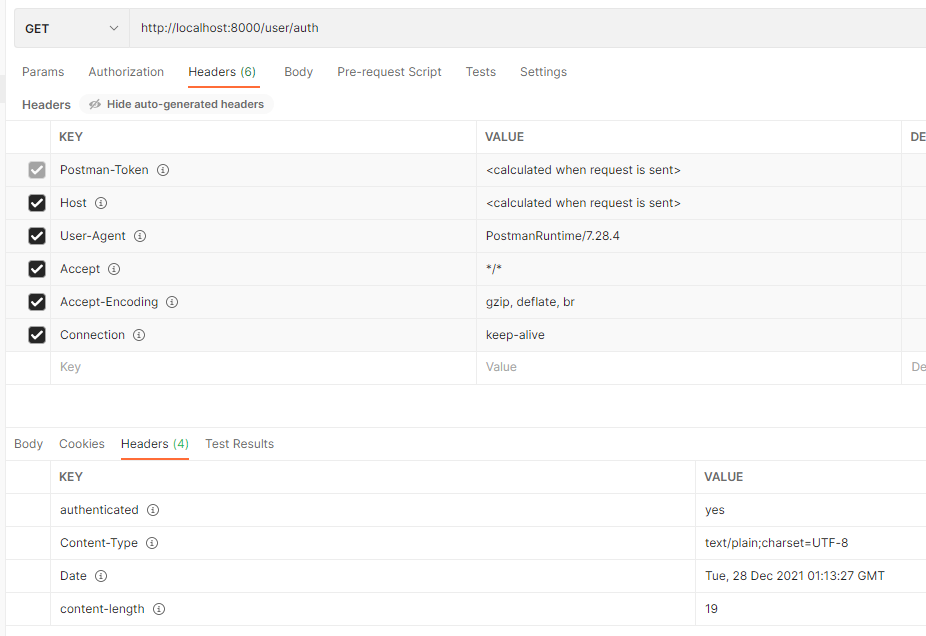 GET http://localhost:8000/user/auth
Params Authorization Headers (6) Body Pre-request Script Tests Settings
Headers Hide auto-generated headers
KEY VALUE DE
Postman-Token <calculated when request is sent>
Host <calculated when request is sent>
User-Agent PostmanRuntime/7.28.4
Accept */*
Accept-Encoding gzip, deflate, br
Connection keep-alive
Key Value De
Body Cookies Headers (4) Test Results
KEY VALUE
authenticated yes
Content-Type text/plain;charset=UTF-8
Date Tue, 28 Dec 2021 01:13:27 GMT
content-length 19